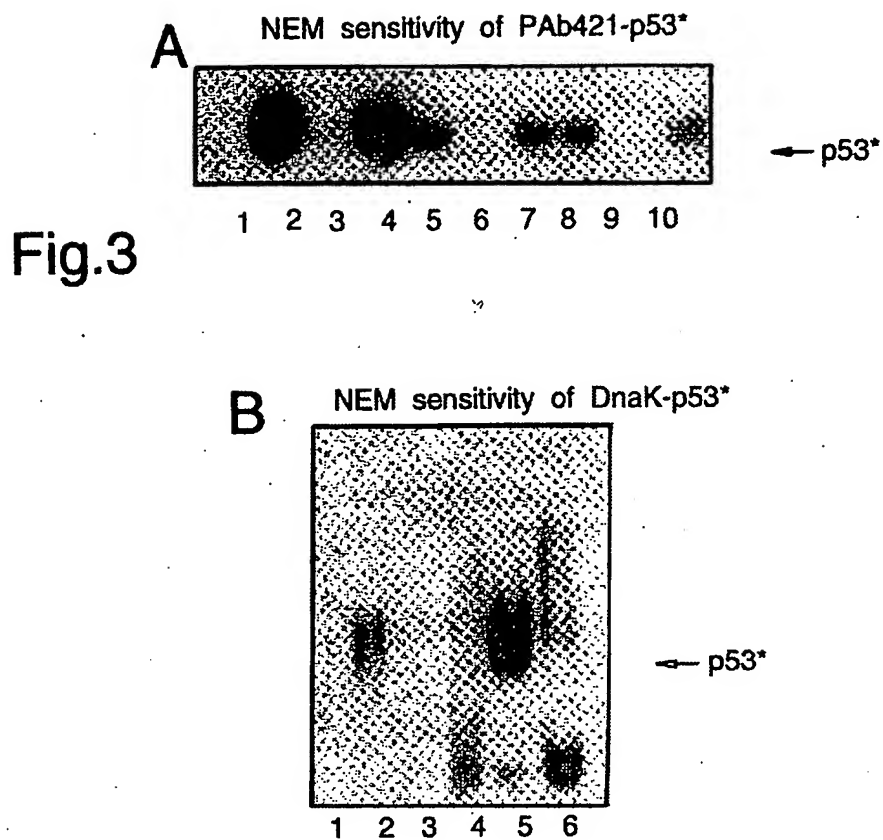 A
NEM sensitivity of PAb421-p53*
p53*
1 2 3 4 5 6 7 8 9 10
Fig.3
B
NEM sensitivity of DnaK-p53*
p53*
1 2 3 4 5 6